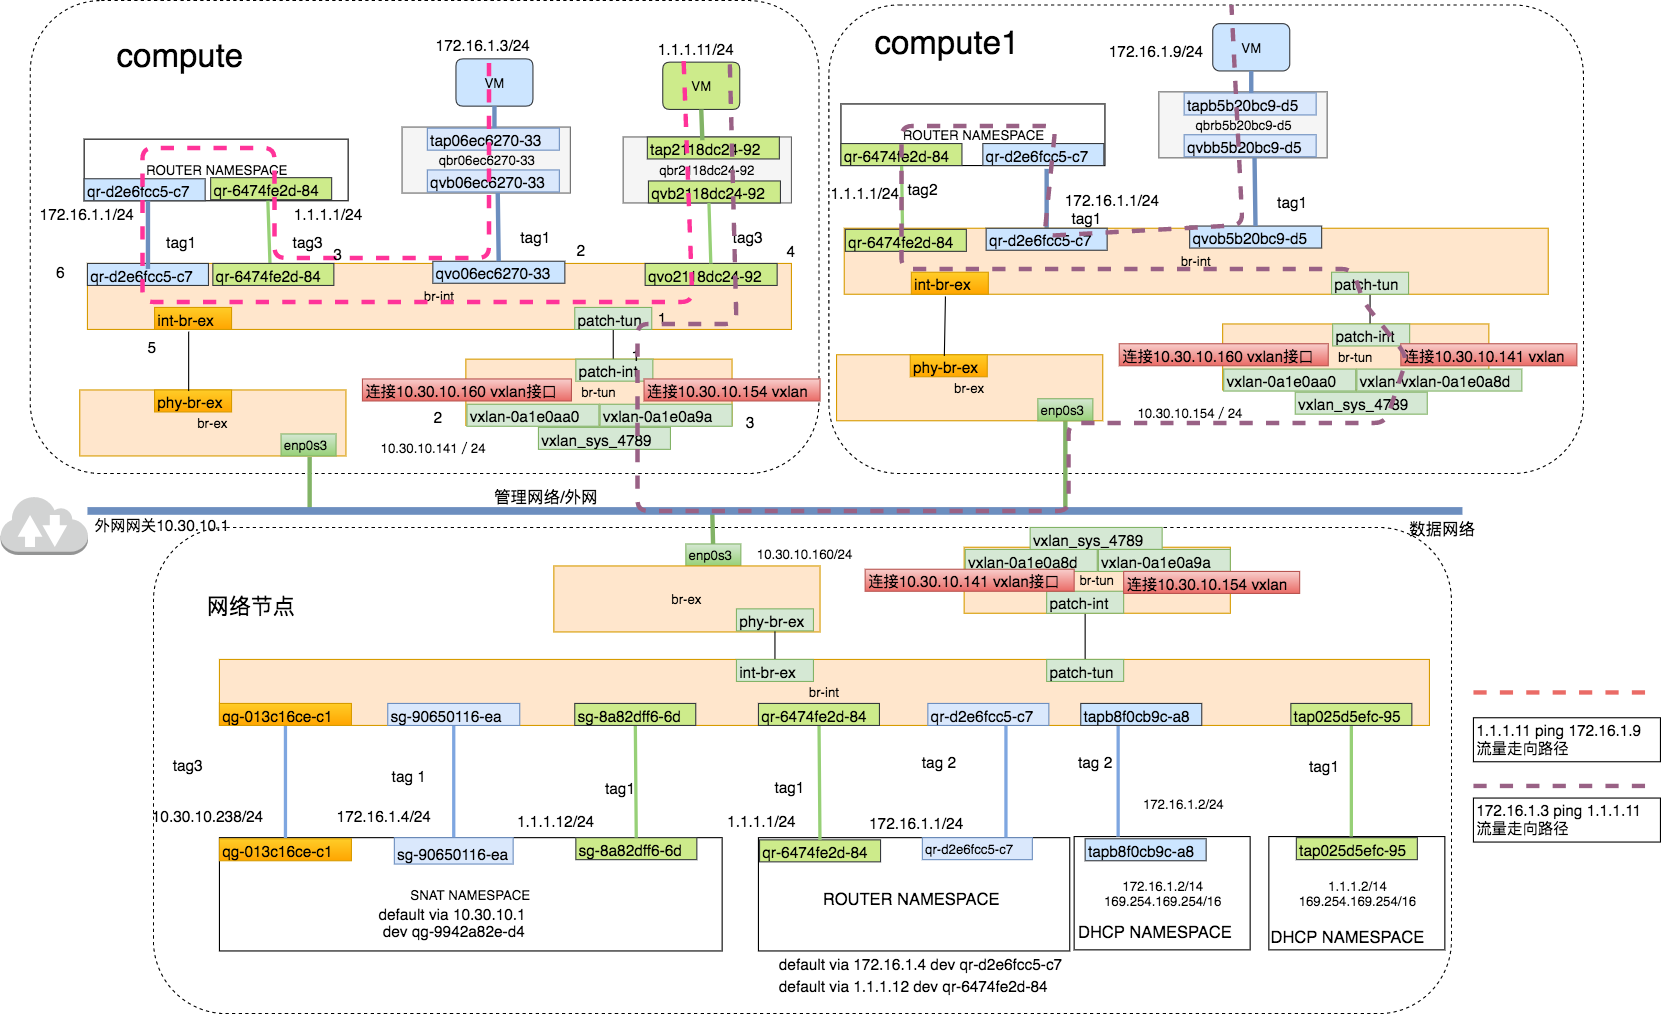 compute
172.16.1.3/24
1.1.1.11/24
VM
VM
tap06ec6270-33
qbr06ec6270-33
qvb06ec6270-33
tap2118dc24-92
qbr2118dc24-92
qvb2118dc24-92
ROUTER NAMESPACE
qr-d2e6fcc5-c7
qr-6474fe2d-84
172.16.1.1/24
1.1.1.1/24
tag1
tag3
3
tag1
2
tag3
4
6
qr-d2e6fcc5-c7
qr-6474fe2d-84
qvo06ec6270-33
qvo2118dc24-92
br-int
int-br-ex
patch-tun
1
5
1
patch-int
连接10.30.10.160 vxlan接口
br-tun
连接10.30.10.154 vxlan
phy-br-ex
br-ex
2
vxlan-0a1e0aa0
vxlan-0a1e0a9a
3
enp0s3
10.30.10.141 / 24
vxlan_sys_4789
compute1
172.16.1.9/24
VM
tapb5b20bc9-d5
qbrb5b20bc9-d5
qvbb5b20bc9-d5
ROUTER NAMESPACE
qr-6474fe2d-84
qr-d2e6fcc5-c7
1.1.1.1/24
tag2
172.16.1.1/24
tag1
tag1
qr-6474fe2d-84
qr-d2e6fcc5-c7
qvob5b20bc9-d5
br-int
int-br-ex
patch-tun
patch-int
连接10.30.10.160 vxlan接口
br-tun
连接10.30.10.141 vxlan
phy-br-ex
br-ex
vxlan-0a1e0aa0
vxlan-
vxlan-0a1e0a8d
vxlan_sys_4789
enp0s3
10.30.10.154 / 24
管理网络/外网
外网网关10.30.10.1
数据网络
网络节点
enp0s3
10.30.10.160/24
br-ex
phy-br-ex
vxlan_sys_4789
vxlan-0a1e0a8d
vxlan-0a1e0a9a
连接10.30.10.141 vxlan接口
br-tun
连接10.30.10.154 vxlan
patch-int
int-br-ex
patch-tun
br-int
qg-013c16ce-c1
sg-90650116-ea
sg-8a82dff6-6d
qr-6474fe2d-84
qr-d2e6fcc5-c7
tapb8f0cb9c-a8
tap025d5efc-95
tag3
tag 1
tag1
tag1
tag 2
tag 2
tag1
10.30.10.238/24
172.16.1.4/24
1.1.1.12/24
1.1.1.1/24
172.16.1.1/24
172.16.1.2/24
qg-013c16ce-c1
sg-90650116-ea
sg-8a82dff6-6d
qr-6474fe2d-84
qr-d2e6fcc5-c7
tapb8f0cb9c-a8
tap025d5efc-95
SNAT NAMESPACE
default via 10.30.10.1
dev qg-9942a82e-d4
ROUTER NAMESPACE
172.16.1.2/14
169.254.169.254/16
DHCP NAMESPACE
1.1.1.2/14
169.254.169.254/16
DHCP NAMESPACE
default via 172.16.1.4 dev qr-d2e6fcc5-c7
default via 1.1.1.12 dev qr-6474fe2d-84
1.1.1.11 ping 172.16.1.9
流量走向路径
172.16.1.3 ping 1.1.1.11
流量走向路径